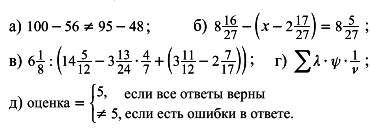 а) 100 − 56 ≠ 95 − 48 ; б) 8 16/27 − (x − 2 17/27) = 8 5/27 ;
в) 6 1/8 : (14 5/12 − 3 13/24 · 4/7 + (3 11/12 − 2 7/17)) ; г) ∑ λ · ψ · 1/ν ;
д) оценка = { 5, если все ответы верны
≠ 5, если есть ошибки в ответе.